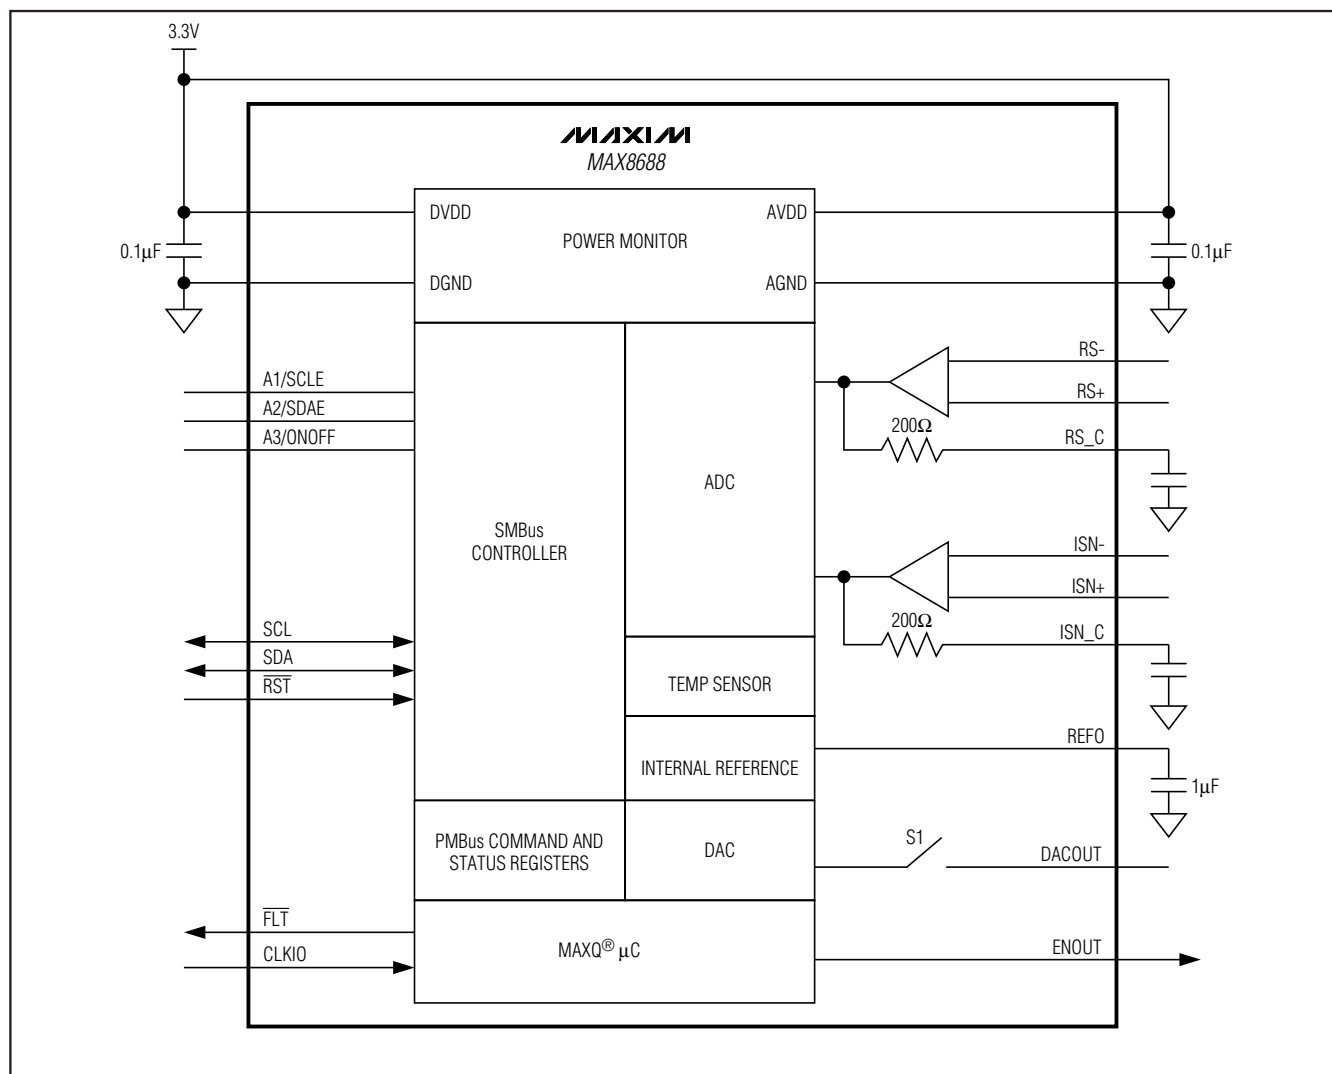 3.3V
MAXIM
MAX8688
DVDD
AVDD
POWER MONITOR
0.1µF
0.1µF
DGND
AGND
RS-
A1/SCLE
RS+
A2/SDAE
200Ω
A3/ONOFF
RS_C
ADC
SMBus
CONTROLLER
ISN-
ISN+
200Ω
SCL
ISN_C
SDA
RST
TEMP SENSOR
REFO
INTERNAL REFERENCE
1µF
PMBus COMMAND AND
STATUS REGISTERS
DAC
S1
DACOUT
FLT
MAXQ® µC
ENOUT
CLKIO